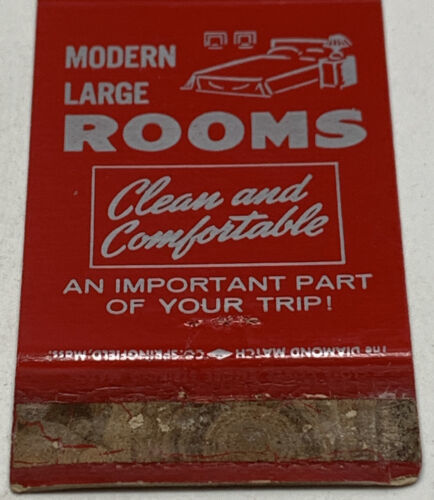 MODERN
LARGE
ROOMS
Clean and
Comfortable
AN IMPORTANT PART
OF YOUR TRIP!
The DIAMOND MATCH CO. SPRINGFIELD, Mass.